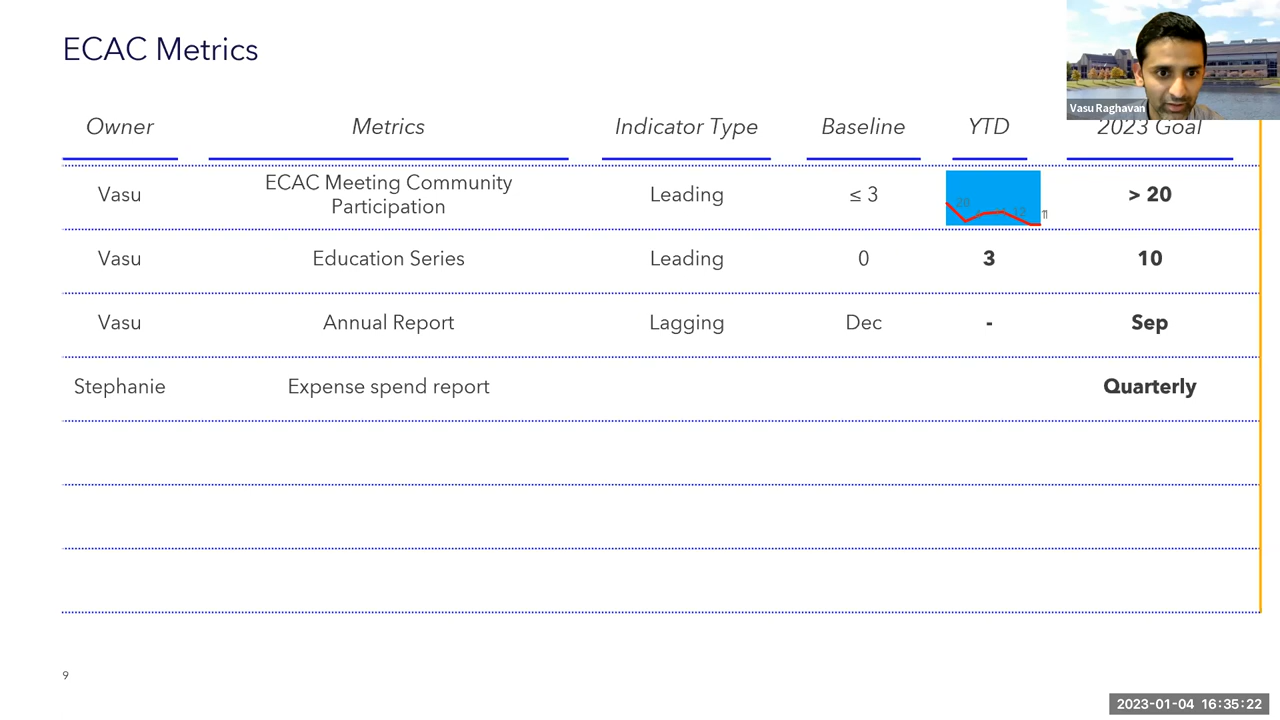 ECAC Metrics
Vasu Raghavan
Owner Metrics Indicator Type Baseline YTD 2023 Goal
Vasu ECAC Meeting Community Participation Leading ≤ 3 20 12 > 20
Vasu Education Series Leading 0 3 10
Vasu Annual Report Lagging Dec - Sep
Stephanie Expense spend report Quarterly
9
2023-01-04 16:35:22